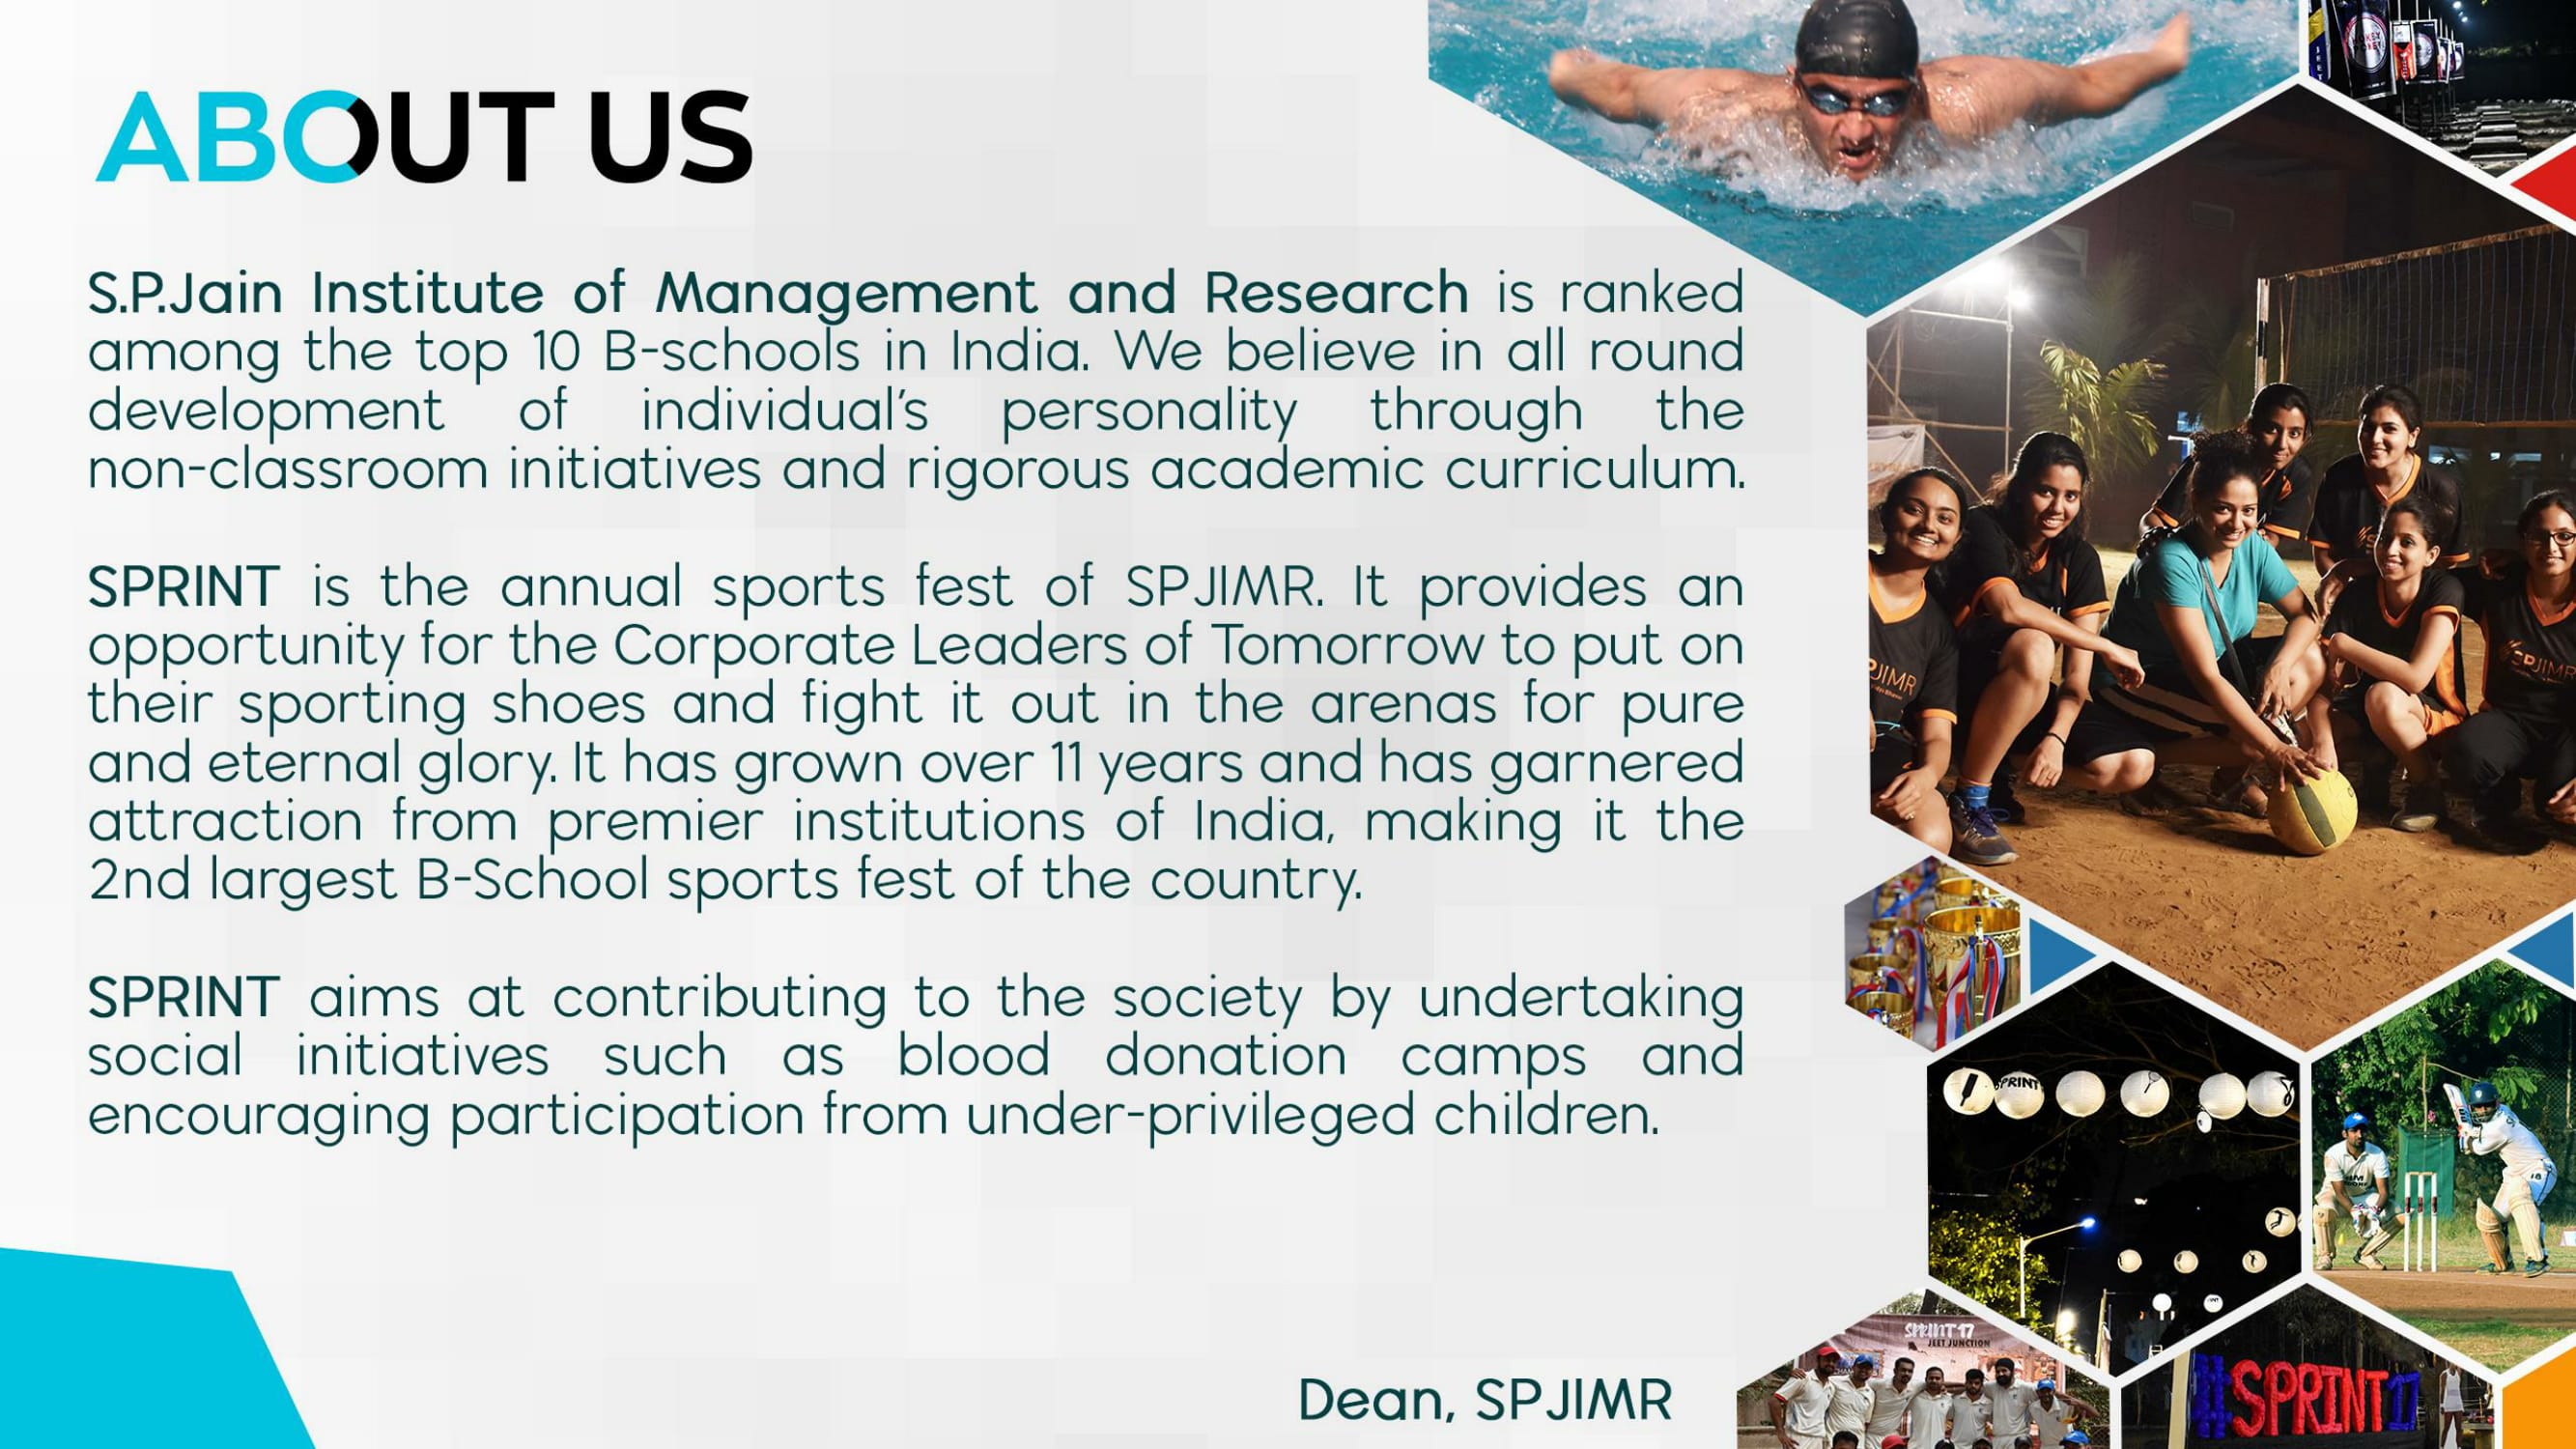 ABOUT US
S.P.Jain Institute of Management and Research is ranked
among the top 10 B-schools in India. We believe in all round
development of individual's personality through the
non-classroom initiatives and rigorous academic curriculum.
SPRINT is the annual sports fest of SPJIMR. It provides an
opportunity for the Corporate Leaders of Tomorrow to put on
their sporting shoes and fight it out in the arenas for pure
and eternal glory. It has grown over 11 years and has garnered
attraction from premier institutions of India, making it the
2nd largest B-School sports fest of the country.
SPRINT aims at contributing to the society by undertaking
social initiatives such as blood donation camps and
encouraging participation from under-privileged children.
Dean, SPJIMR
SPJIMR
SPRINT
SPRINT 17
JEET JUNCTION
#SPRINT17
18